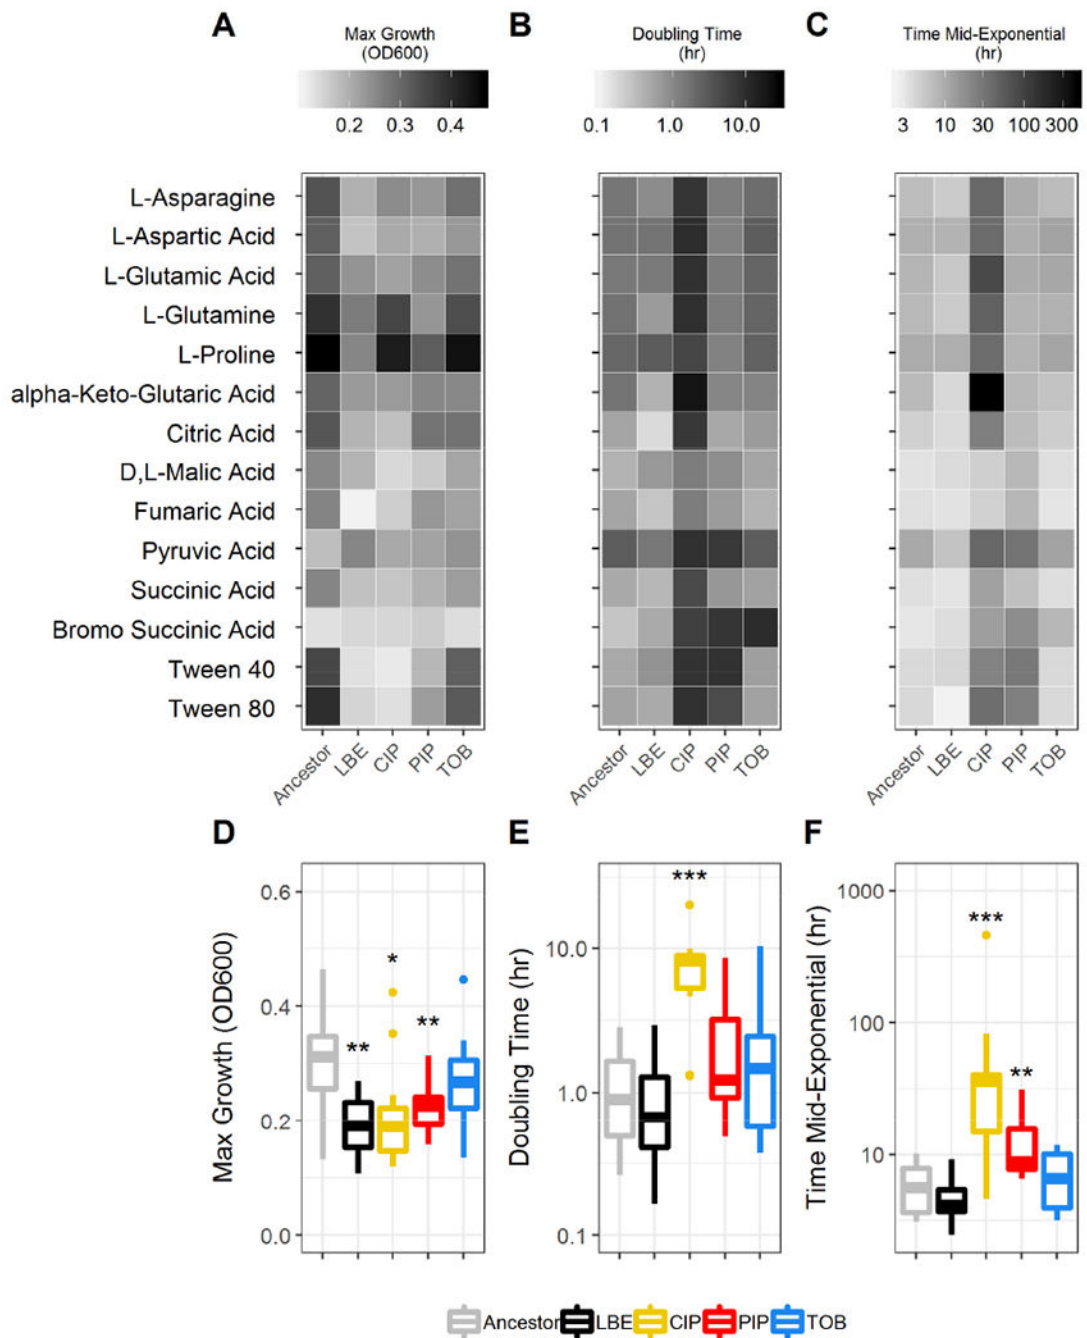 A
Max Growth
(OD600)
0.2 0.3 0.4
B
Doubling Time
(hr)
0.1 1.0 10.0
C
Time Mid-Exponential
(hr)
3 10 30 100 300
L-Asparagine
L-Aspartic Acid
L-Glutamic Acid
L-Glutamine
L-Proline
alpha-Keto-Glutaric Acid
Citric Acid
D,L-Malic Acid
Fumaric Acid
Pyruvic Acid
Succinic Acid
Bromo Succinic Acid
Tween 40
Tween 80
Ancestor LBE CIP PIP TOB
Ancestor LBE CIP PIP TOB
Ancestor LBE CIP PIP TOB
D
Max Growth (OD600)
0.6
0.4
0.2
0.0
** * **
E
Doubling Time (hr)
10.0
1.0
0.1
***
F
Time Mid-Exponential (hr)
1000
100
10
*** **
Ancestor LBE CIP PIP TOB